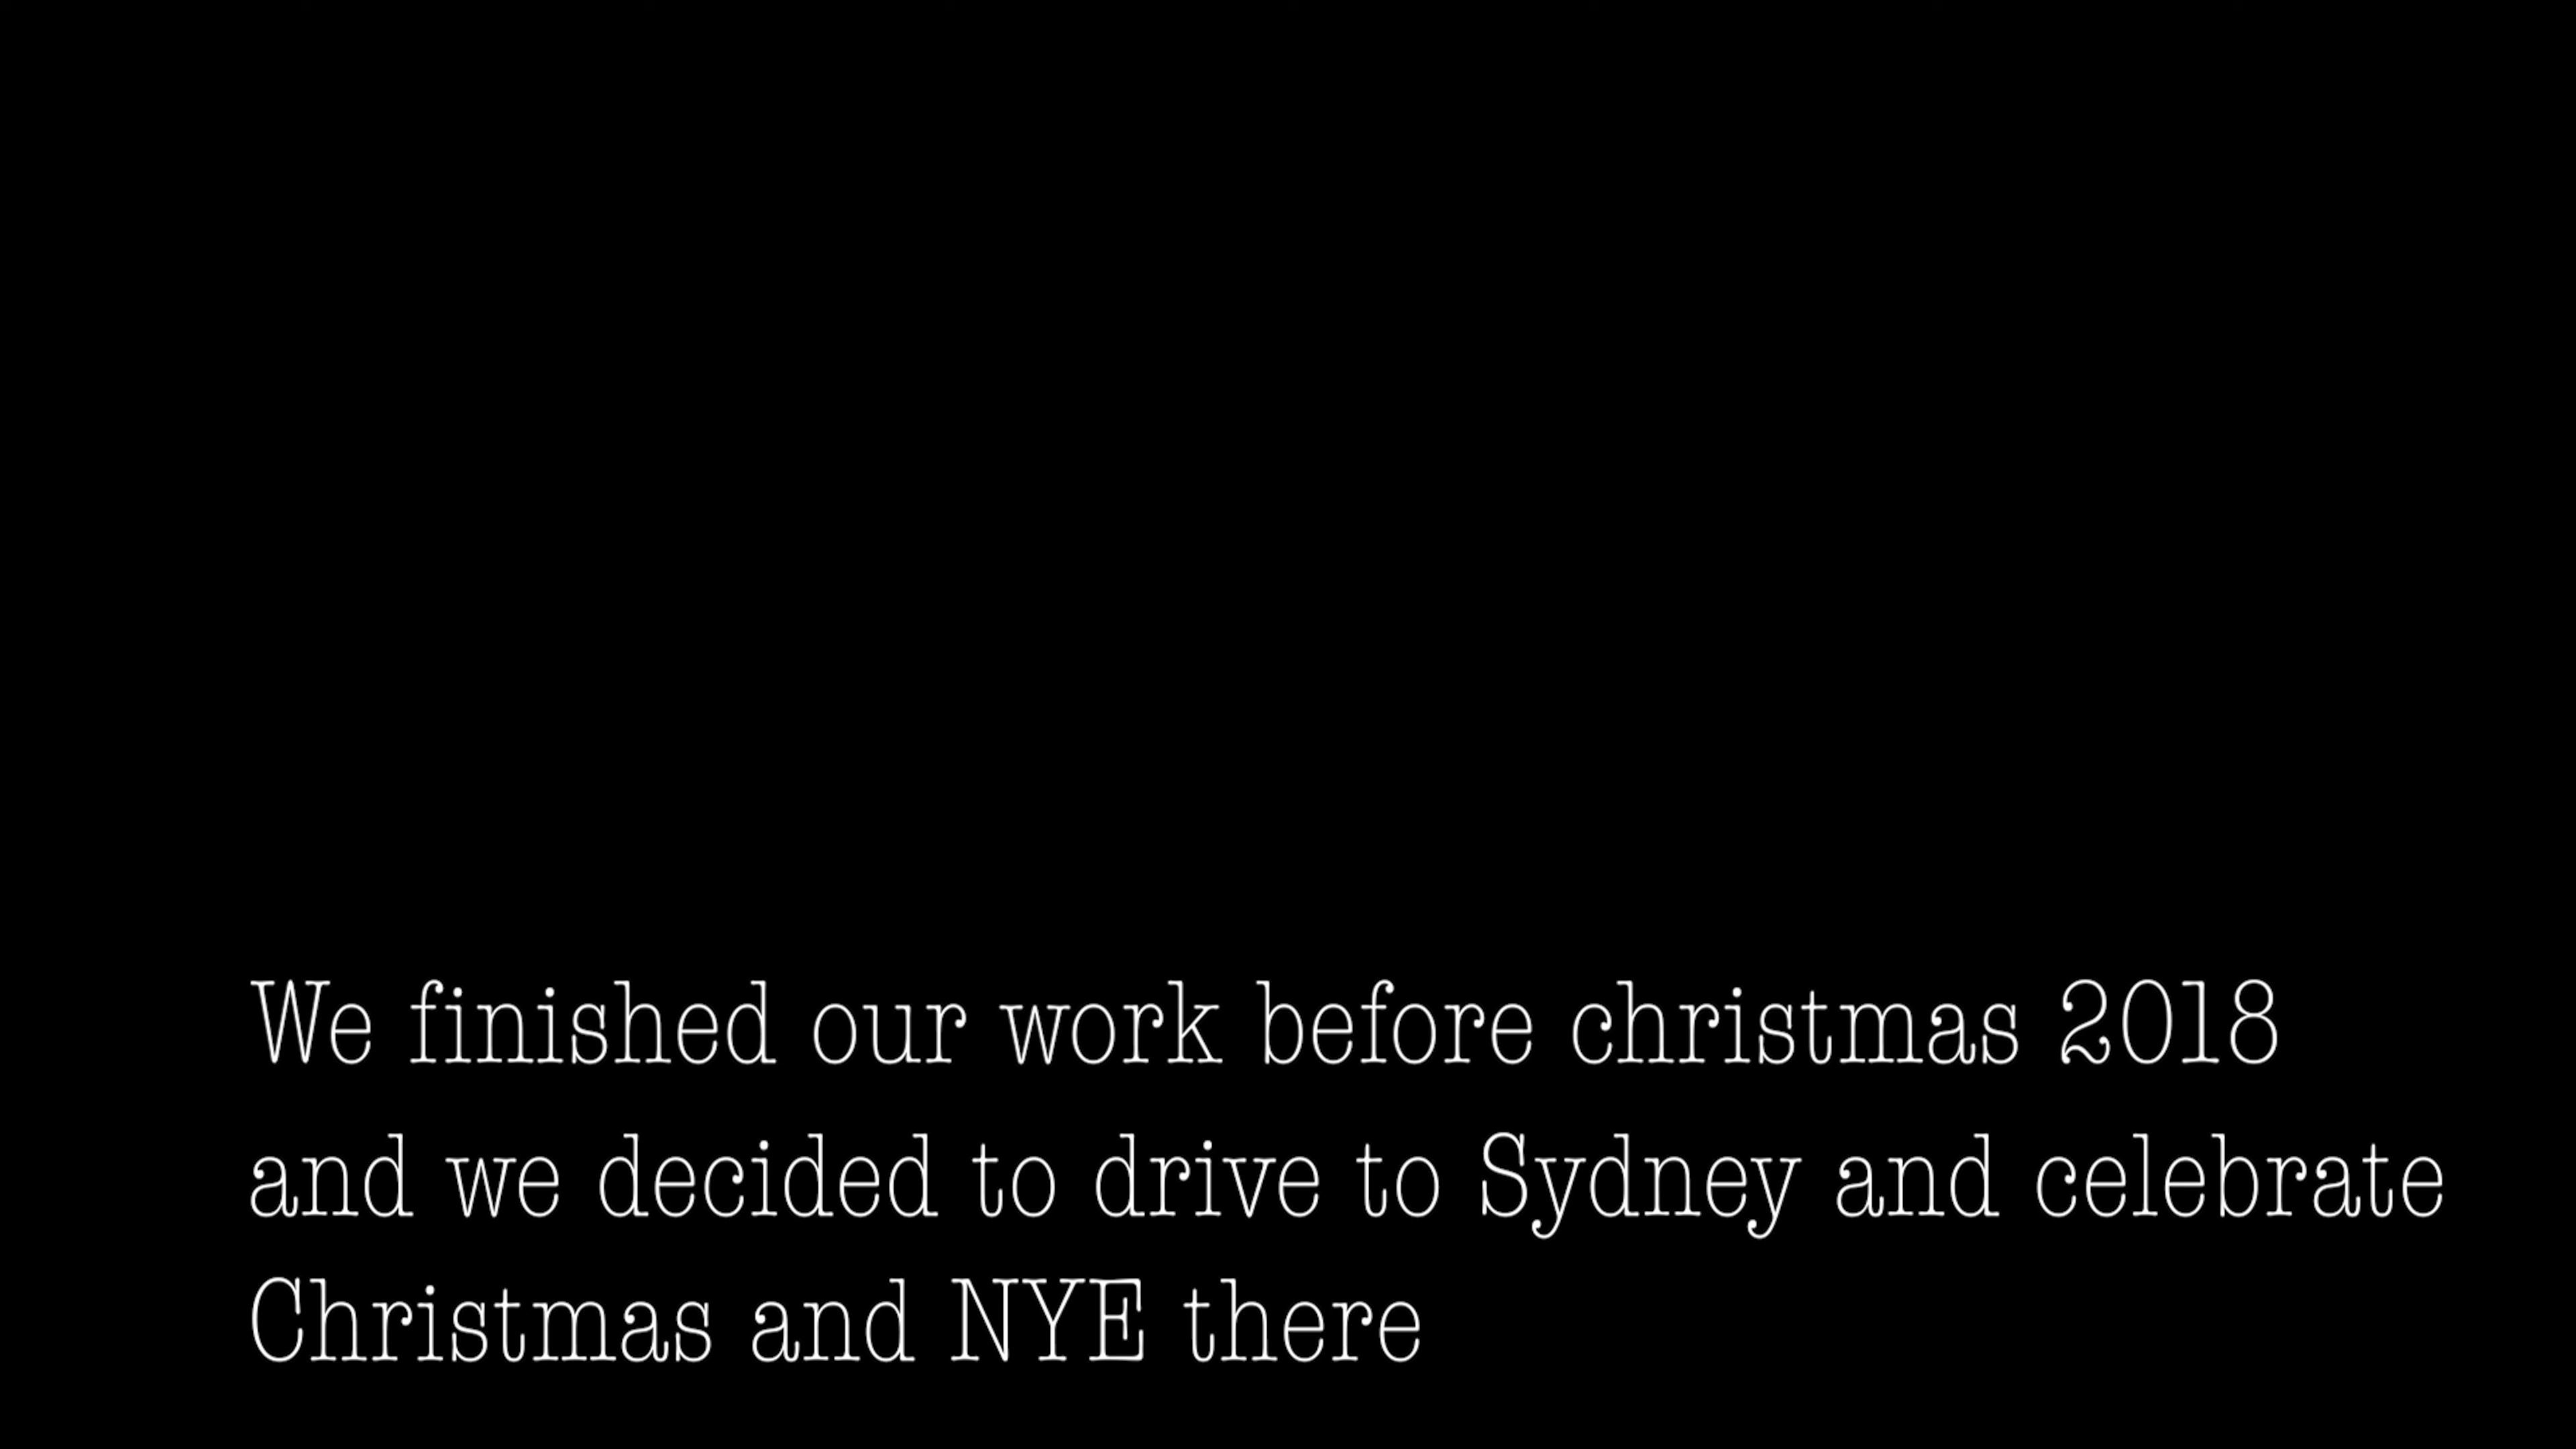 We finished our work before christmas 2018
and we decided to drive to Sydney and celebrate
Christmas and NYE there